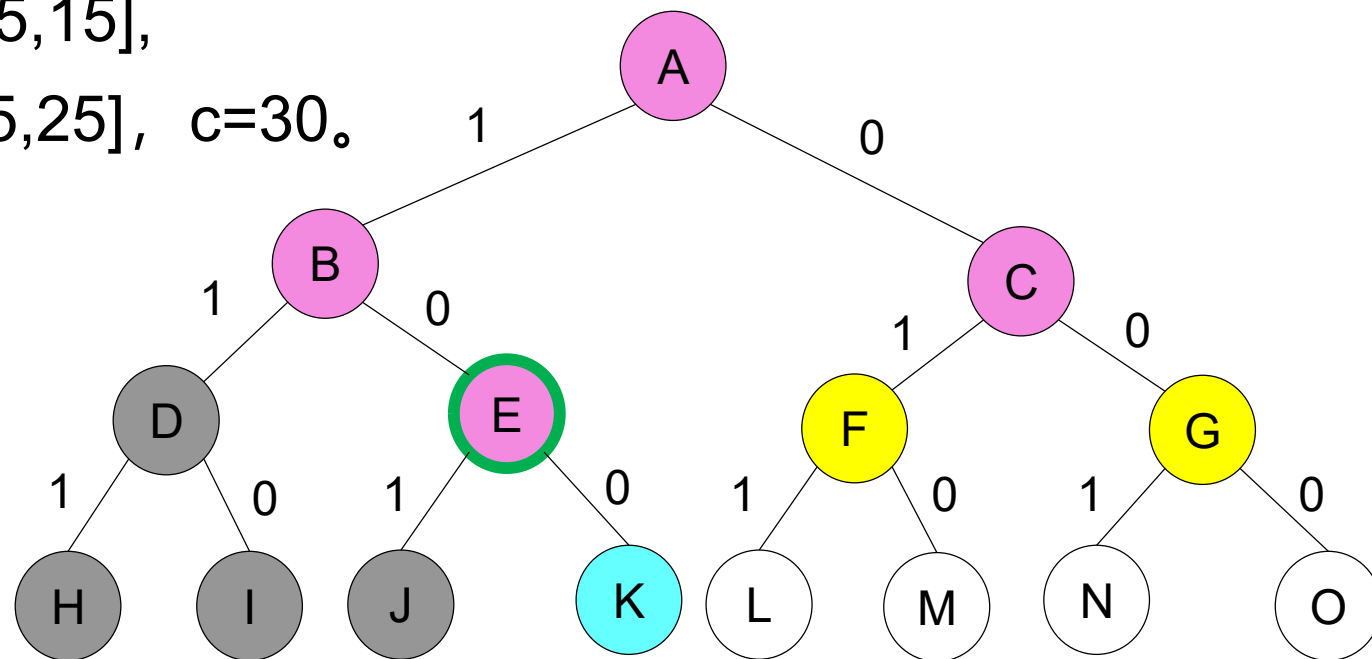 5,15],
5,25]，c=30。
A
1 0
B C
1 0 1 0
D E F G
1 0 1 0 1 0 1 0
H I J K L M N O